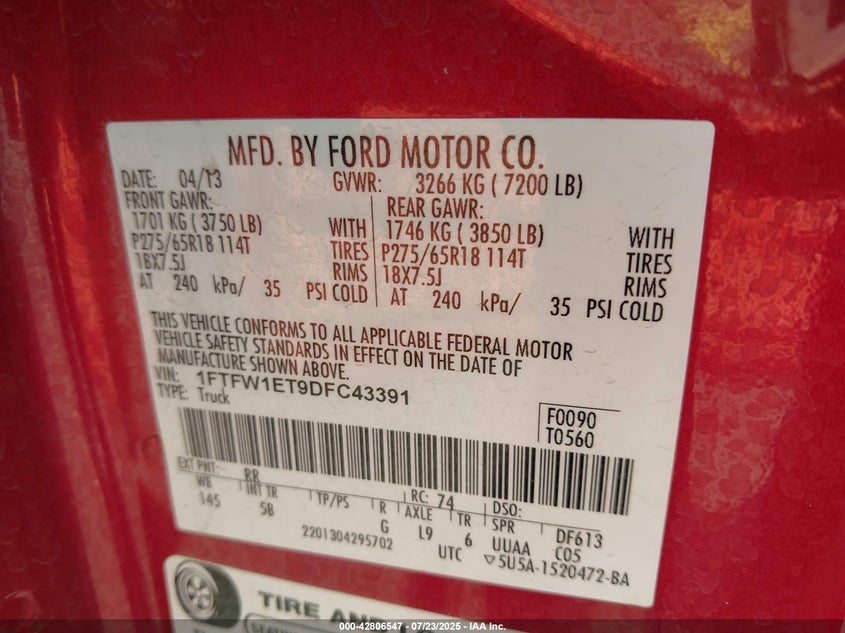 MFD. BY FORD MOTOR CO.
DATE: 04/13 GVWR: 3266 KG ( 7200 LB)
FRONT GAWR: REAR GAWR:
1701 KG ( 3750 LB) WITH 1746 KG ( 3850 LB) WITH
P275/65R18 114T TIRES P275/65R18 114T TIRES
18X7.5J RIMS 18X7.5J RIMS
AT 240 kPa/ 35 PSI COLD AT 240 kPa/ 35 PSI COLD
THIS VEHICLE CONFORMS TO ALL APPLICABLE FEDERAL MOTOR
VEHICLE SAFETY STANDARDS IN EFFECT ON THE DATE OF
MANUFACTURE SHOWN ABOVE.
VIN: 1FTFW1ET9DFC43391
TYPE: Truck
F0090
T0560
EXT PNT: RR RC: 74 DSO:
WB INT TR TP/PS R AXLE TR SPR DF613
145 5B G L9 6 UUAA C05
2201304295702 UTC ▽5U5A-1520472-BA
TIRE AND
000-42806547 - 07/23/2025 - IAA Inc.